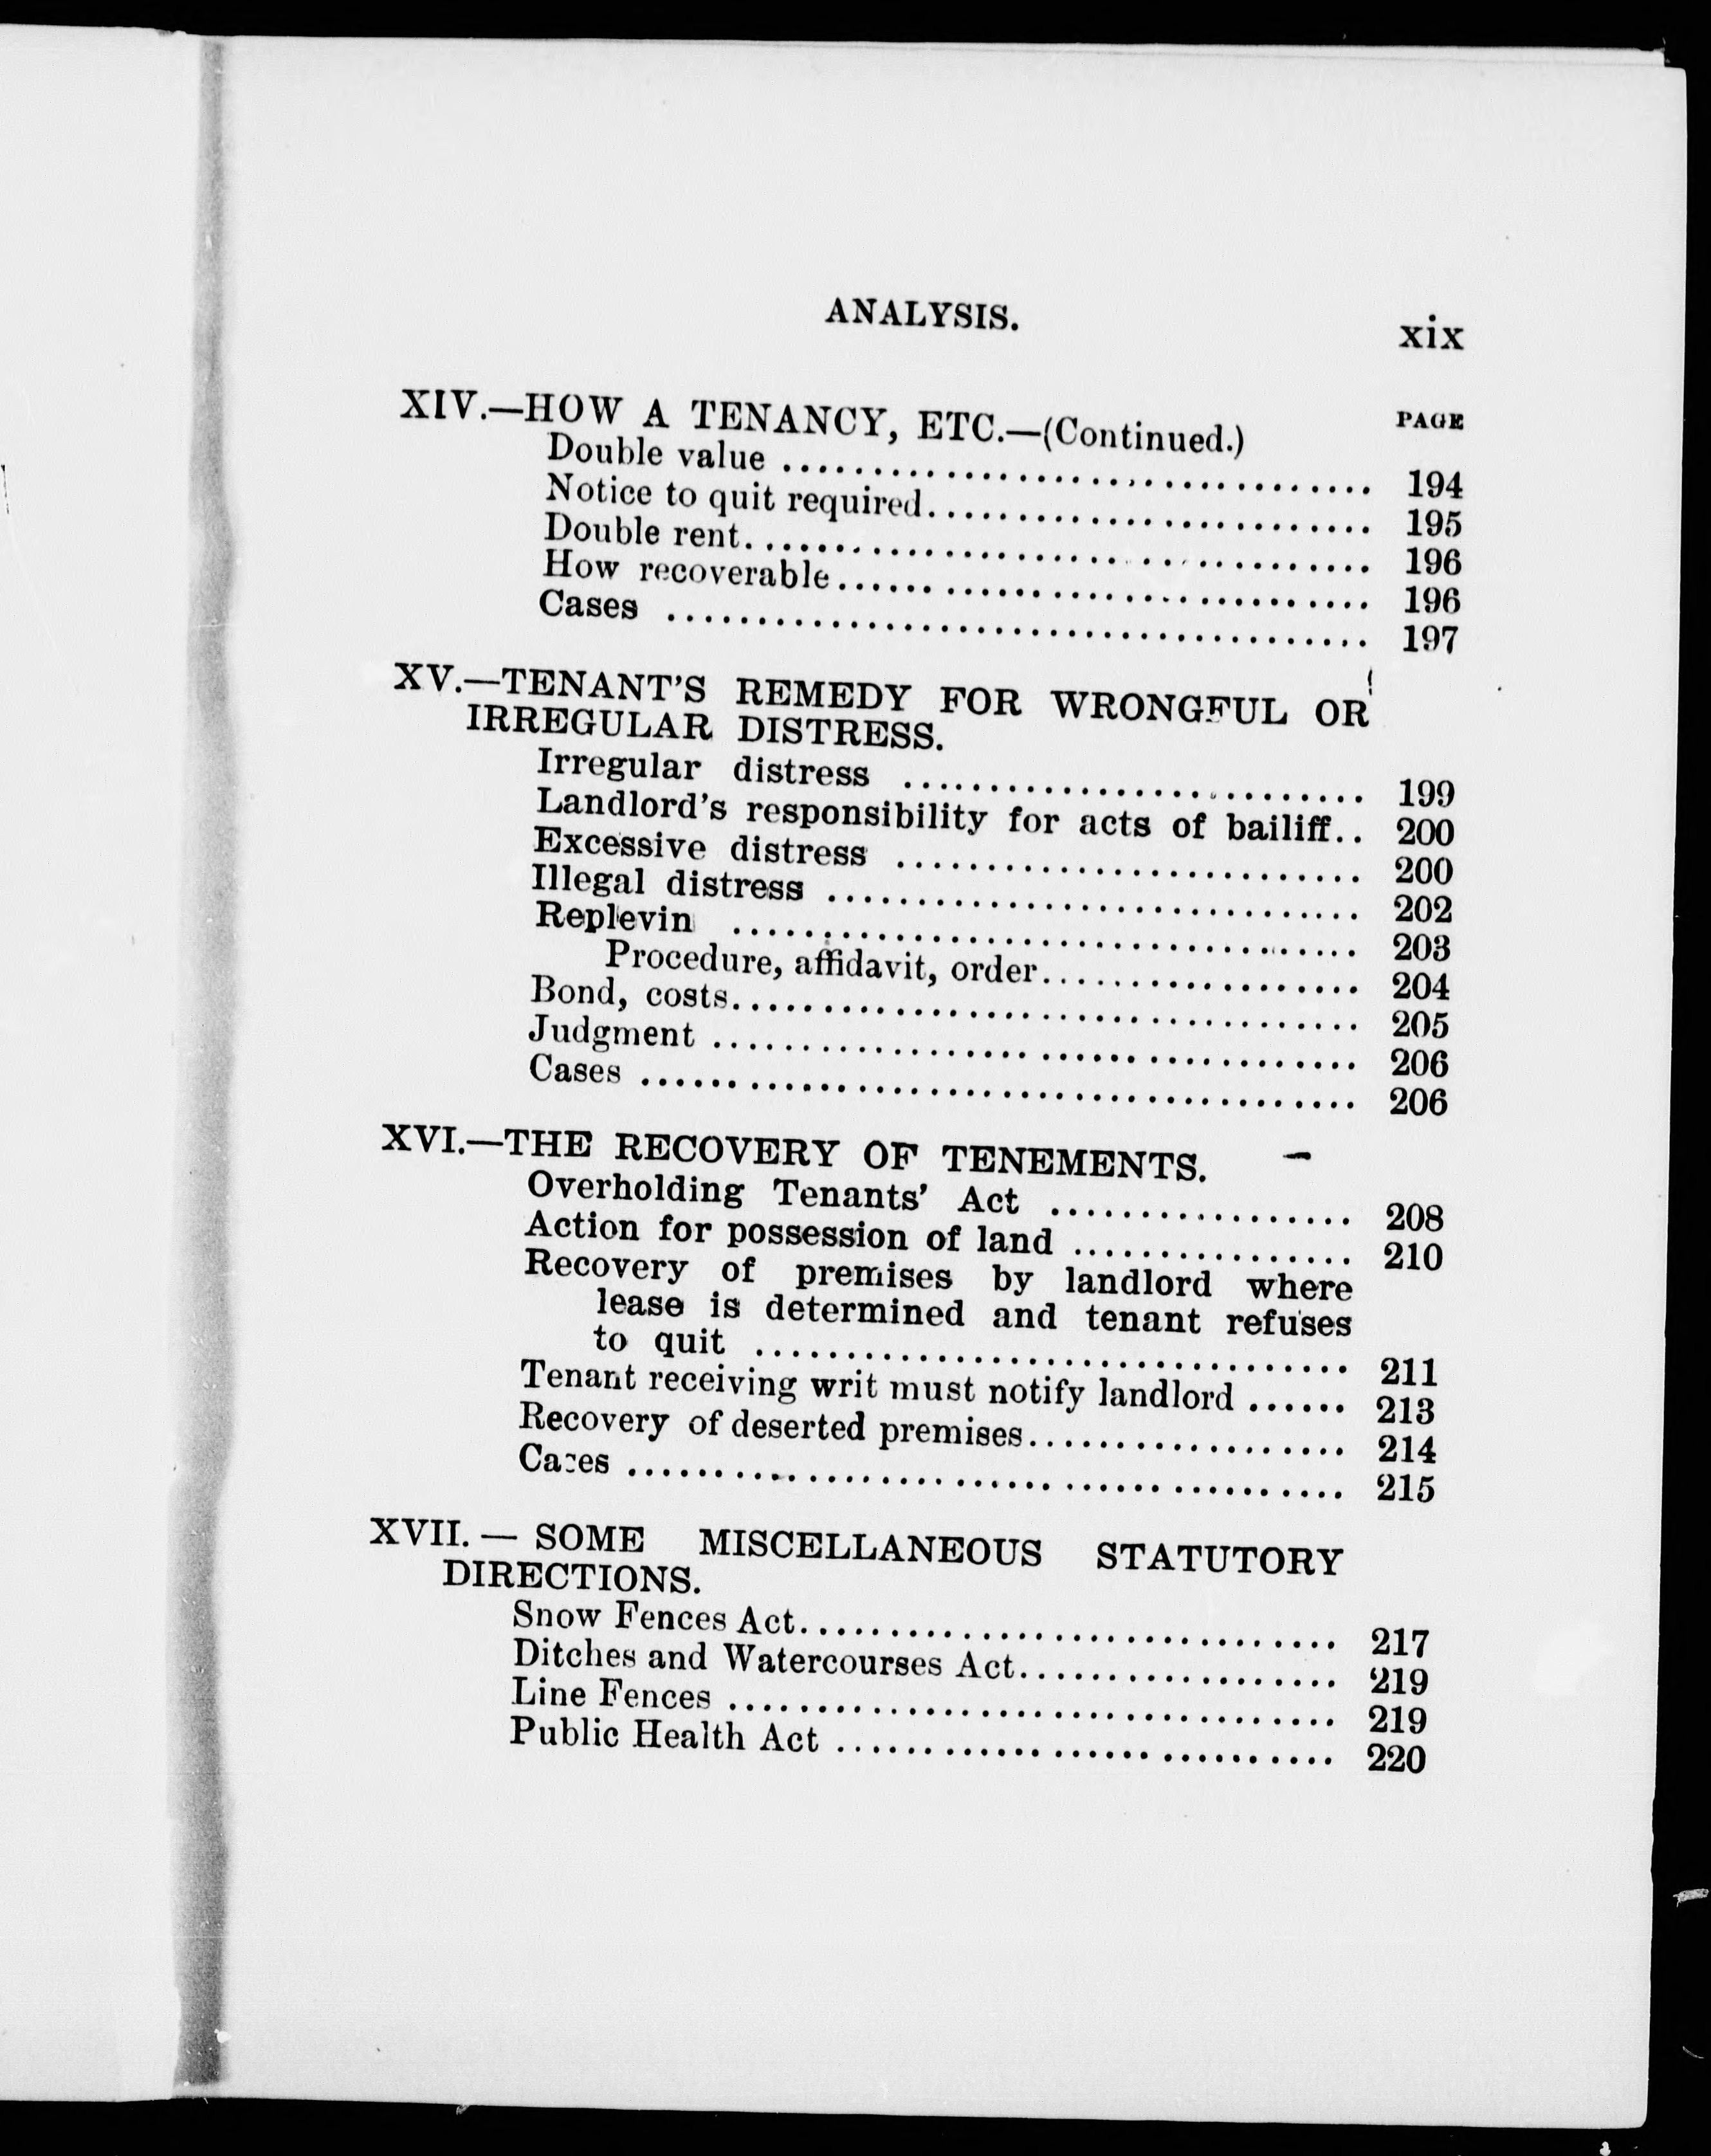 ANALYSIS.
xix
PAGE
XIV.—HOW A TENANCY, ETC.—(Continued.)
Double value ........................................ 194
Notice to quit required........................................ 195
Double rent........................................ 196
How recoverable........................................ 196
Cases ........................................ 197
XV.—TENANT'S REMEDY FOR WRONGFUL OR
IRREGULAR DISTRESS.
Irregular distress ........................................ 199
Landlord's responsibility for acts of bailiff.. 200
Excessive distress ........................................ 200
Illegal distress ........................................ 202
Replevin ........................................ 203
Procedure, affidavit, order........................................ 204
Bond, costs........................................ 205
Judgment ........................................ 206
Cases ........................................ 206
XVI.—THE RECOVERY OF TENEMENTS.
Overholding Tenants' Act .................. 208
Action for possession of land ................ 210
Recovery of premises by landlord where
lease is determined and tenant refuses
to quit ........................................ 211
Tenant receiving writ must notify landlord ...... 213
Recovery of deserted premises.................. 214
Cases ........................................ 215
XVII. — SOME MISCELLANEOUS STATUTORY
DIRECTIONS.
Snow Fences Act................................ 217
Ditches and Watercourses Act.................. 219
Line Fences ........................................ 219
Public Health Act .............................. 220